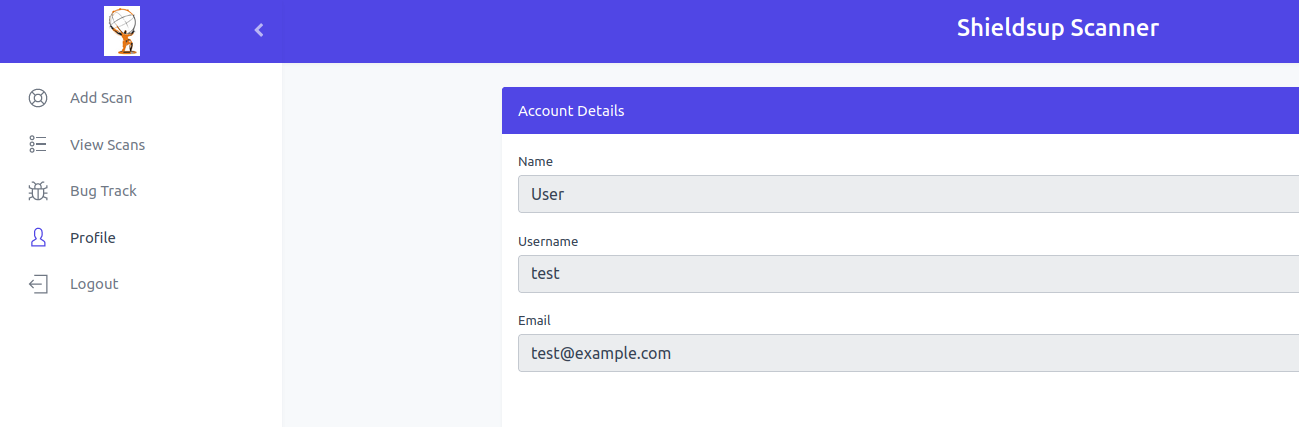 Shieldsup Scanner
Add Scan
View Scans
Bug Track
Profile
Logout
Account Details
Name
User
Username
test
Email
test@example.com